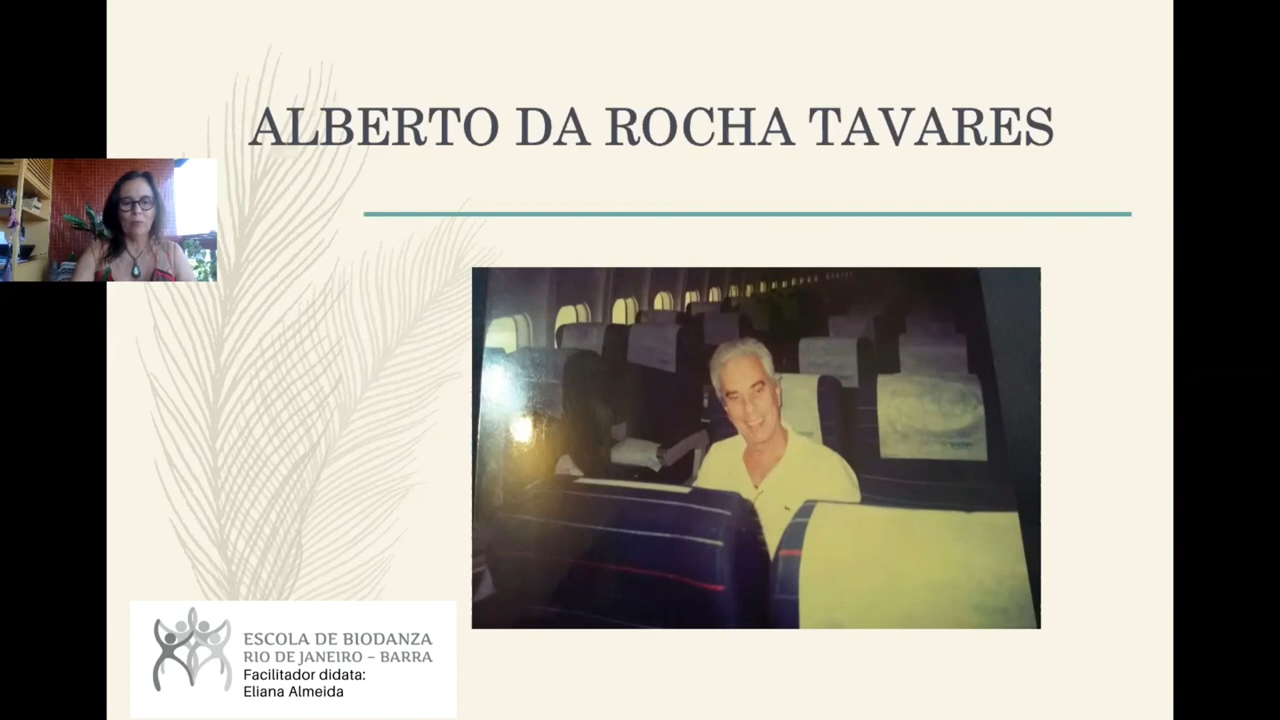 ALBERTO DA ROCHA TAVARES
ESCOLA DE BIODANZA
RIO DE JANEIRO – BARRA
Facilitador didata:
Eliana Almeida